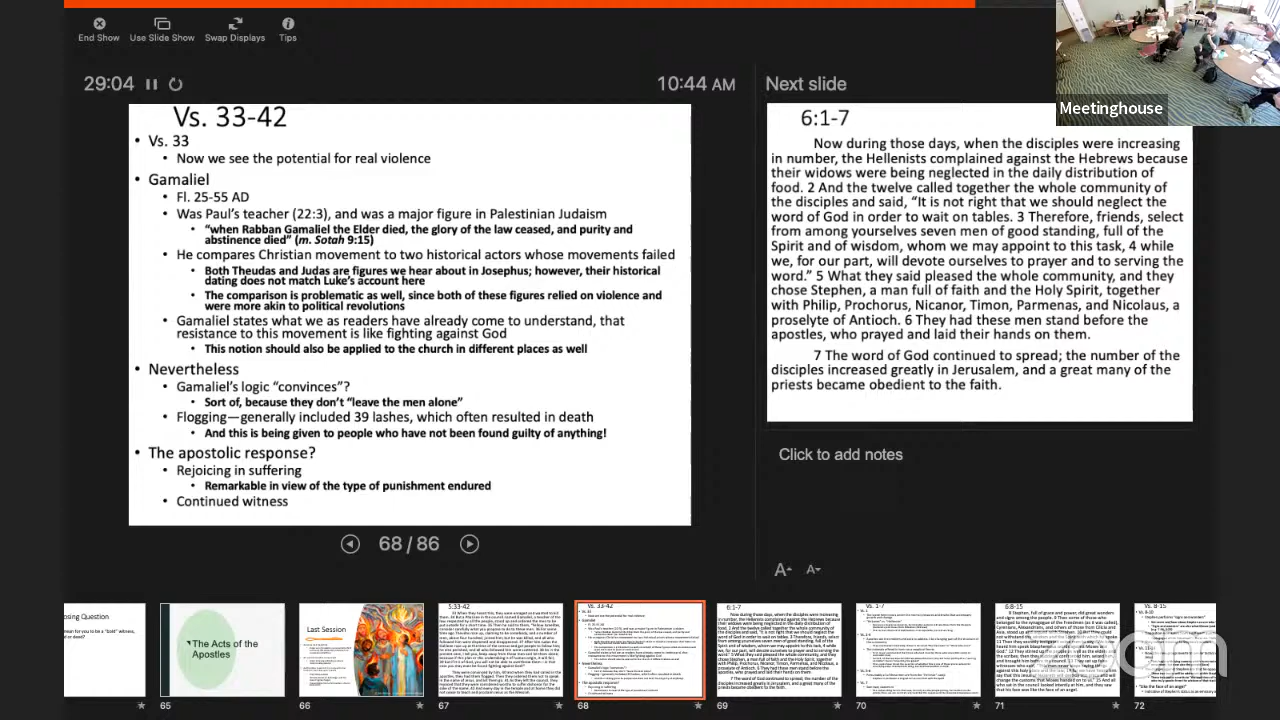 End Show
Use Slide Show
Swap Displays
Tips
29:04
10:44 AM
Next slide
Meetinghouse
Vs. 33-42
• Vs. 33
• Now we see the potential for real violence
• Gamaliel
• Fl. 25-55 AD
• Was Paul's teacher (22:3), and was a major figure in Palestinian Judaism
• "when Rabban Gamaliel the Elder died, the glory of the law ceased, and purity and
abstinence died" (m. Sotah 9:15)
• He compares Christian movement to two historical actors whose movements failed
• Both Theudas and Judas are figures we hear about in Josephus; however, their historical
dating does not match Luke's account here
• The comparison is problematic as well, since both of these figures relied on violence and
were more akin to political revolutions
• Gamaliel states what we as readers have already come to understand, that
resistance to this movement is like fighting against God
• This notion should also be applied to the church in different places as well
• Nevertheless
• Gamaliel's logic "convinces"?
• Sort of, because they don't "leave the men alone"
• Flogging—generally included 39 lashes, which often resulted in death
• And this is being given to people who have not been found guilty of anything!
• The apostolic response?
• Rejoicing in suffering
• Remarkable in view of the type of punishment endured
• Continued witness
6:1-7
Now during those days, when the disciples were increasing
in number, the Hellenists complained against the Hebrews because
their widows were being neglected in the daily distribution of
food. 2 And the twelve called together the whole community of
the disciples and said, "It is not right that we should neglect the
word of God in order to wait on tables. 3 Therefore, friends, select
from among yourselves seven men of good standing, full of the
Spirit and of wisdom, whom we may appoint to this task, 4 while
we, for our part, will devote ourselves to prayer and to serving the
word." 5 What they said pleased the whole community, and they
chose Stephen, a man full of faith and the Holy Spirit, together
with Philip, Prochorus, Nicanor, Timon, Parmenas, and Nicolaus, a
proselyte of Antioch. 6 They had these men stand before the
apostles, who prayed and laid their hands on them.
7 The word of God continued to spread; the number of the
disciples increased greatly in Jerusalem, and a great many of the
priests became obedient to the faith.
Click to add notes
68 / 86
A
A
osing Question
The Acts of the
Apostles
Last Session
5:33-42
Vs. 33-42
6:1-7
Vs. 1-7
6:8-15
Vs. 8-15
65
66
67
68
69
70
71
72
zoom